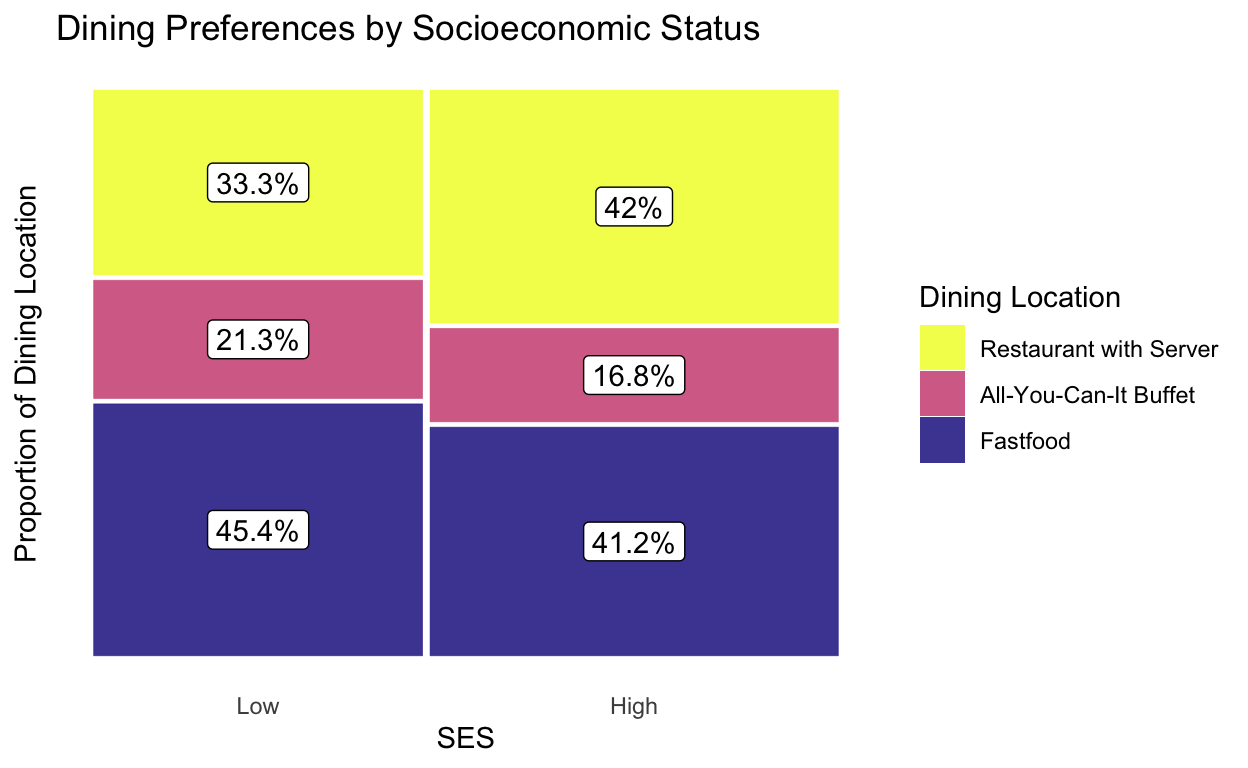 Dining Preferences by Socioeconomic Status
Proportion of Dining Location
33.3%
42%
21.3%
16.8%
45.4%
41.2%
Low
High
SES
Dining Location
Restaurant with Server
All-You-Can-It Buffet
Fastfood